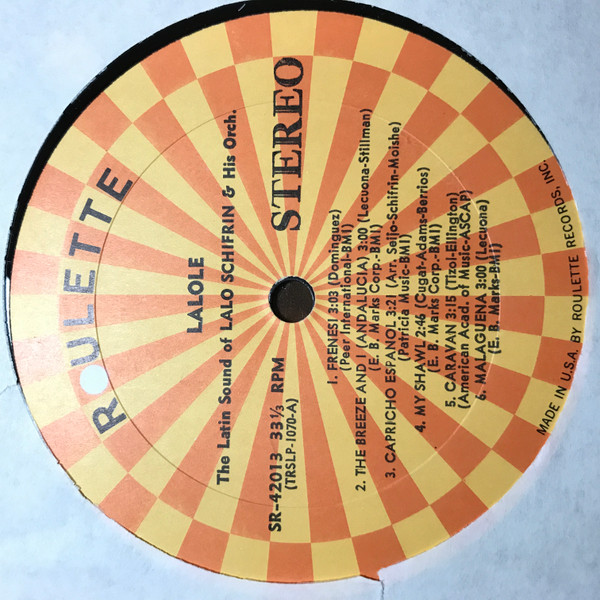 ROULETTE
LALOLE
The Latin Sound of LALO SCHIFRIN & His Orch.
STEREO
SR-42013 33⅓ RPM
(TRSLP-1070-A)
1. FRENESI 3:03 (Dominguez)
(Peer International-BMI)
2. THE BREEZE AND I (ANDALUCIA) 3:00 (Lecuona-Stillman)
(E. B. Marks Corp.-BMI)
3. CAPRICHO ESPANOL 3:21 (Arr. Seijo-Schifrin-Moishe)
(Patricia Music-BMI)
4. MY SHAWL 2:46 (Cugat-Adams-Berrios)
(E. B. Marks Corp.-BMI)
5. CARAVAN 3:15 (Tizol-Ellington)
(American Acad. of Music-ASCAP)
6. MALAGUENA 3:00 (Lecuona)
(E. B. Marks-BMI)
MADE IN U.S.A. BY ROULETTE RECORDS, INC.